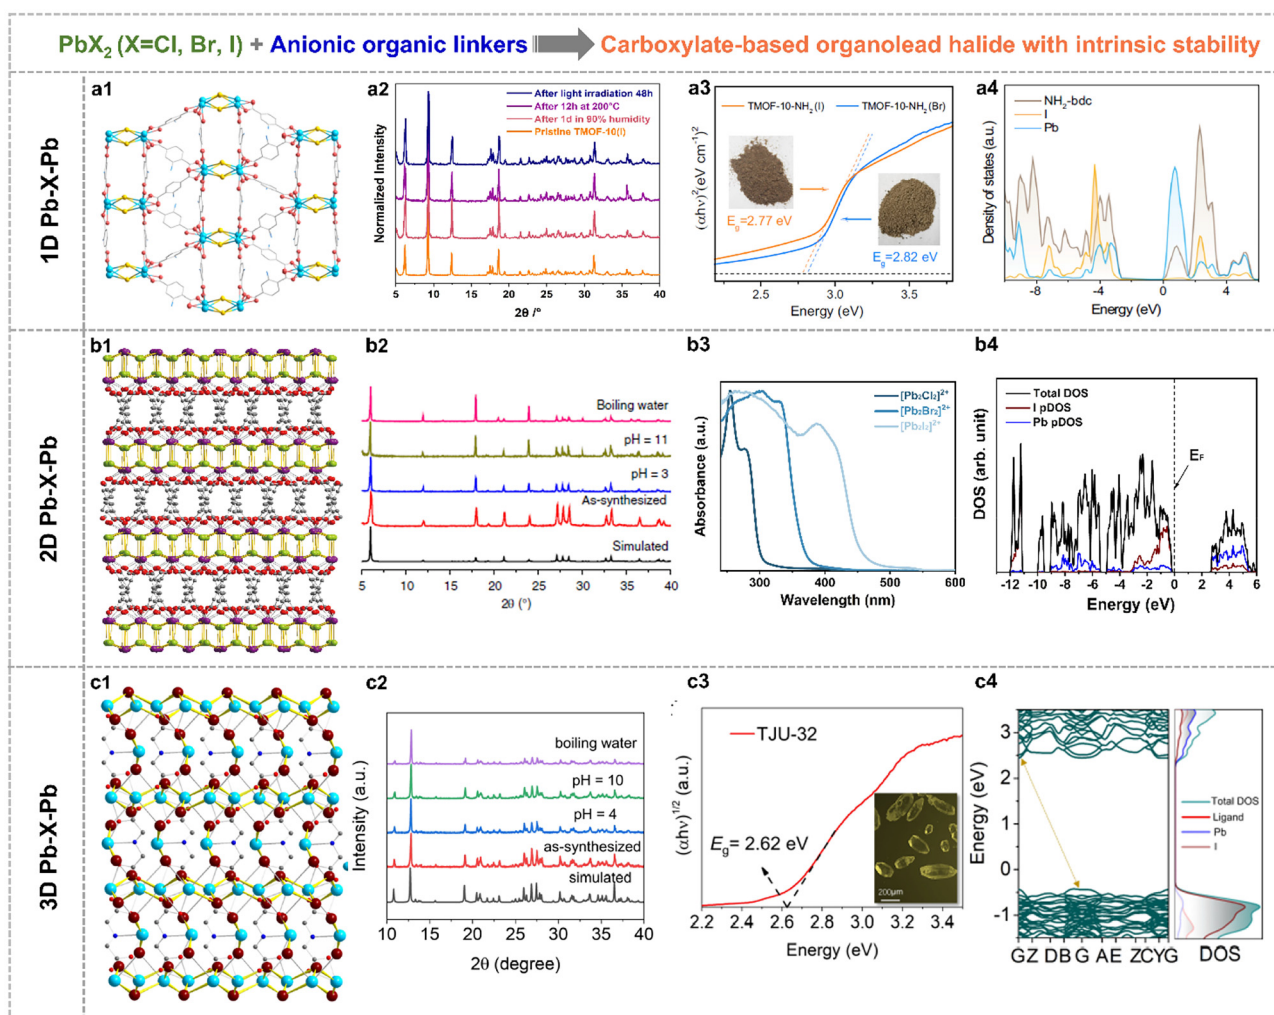 PbX₂ (X=Cl, Br, I) + Anionic organic linkers Carboxylate-based organolead halide with intrinsic stability
1D Pb-X-Pb
a1
a2
After light irradiation 48h
After 12h at 200°C
After 1d in 90% humidity
Pristine TMOF-10(I)
Normalized Intensity
5 10 15 20 25 30 35 40
2θ /°
a3
TMOF-10-NH₂(I) TMOF-10-NH₂(Br)
(αhν)² (eV cm⁻¹)²
Eg=2.77 eV
Eg=2.82 eV
2.5 3.0 3.5
Energy (eV)
a4
NH₂-bdc
I
Pb
Density of states (a.u.)
-8 -4 0 4
Energy (eV)
2D Pb-X-Pb
b1
b2
Boiling water
pH = 11
pH = 3
As-synthesized
Simulated
5 10 15 20 25 30 35 40
2θ (°)
b3
[Pb₂Cl₂]²⁺
[Pb₂Br₂]²⁺
[Pb₂I₂]²⁺
Absorbance (a.u.)
300 400 500 600
Wavelength (nm)
b4
Total DOS
I pDOS
Pb pDOS
EF
DOS (arb. unit)
-12 -10 -8 -6 -4 -2 0 2 4 6
Energy (eV)
3D Pb-X-Pb
c1
c2
boiling water
pH = 10
pH = 4
as-synthesized
simulated
Intensity (a.u.)
10 15 20 25 30 35 40
2θ (degree)
c3
TJU-32
(αhν)¹/² (a.u.)
Eg= 2.62 eV
200μm
2.2 2.4 2.6 2.8 3.0 3.2 3.4
Energy (eV)
c4
3
2
1
0
-1
Energy (eV)
Total DOS
Ligand
Pb
I
GZ DB G AE ZCYG
DOS